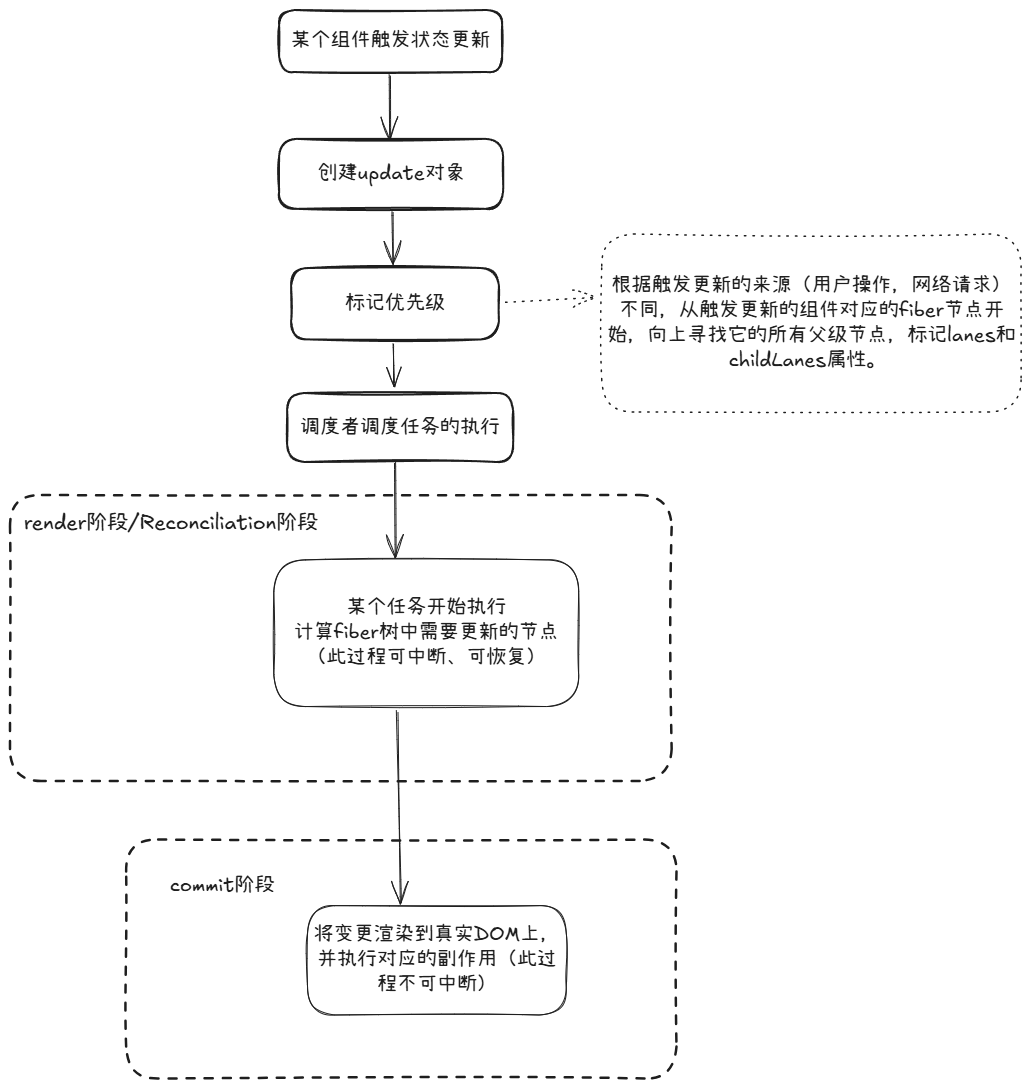 某个组件触发状态更新
创建update对象
标记优先级
根据触发更新的来源（用户操作，网络请求）
不同，从触发更新的组件对应的fiber节点开
始，向上寻找它的所有父级节点，标记lanes和
childLanes属性。
调度者调度任务的执行
render阶段/Reconciliation阶段
某个任务开始执行
计算fiber树中需要更新的节点
（此过程可中断、可恢复）
commit阶段
将变更渲染到真实DOM上，
并执行对应的副作用（此过
程不可中断）